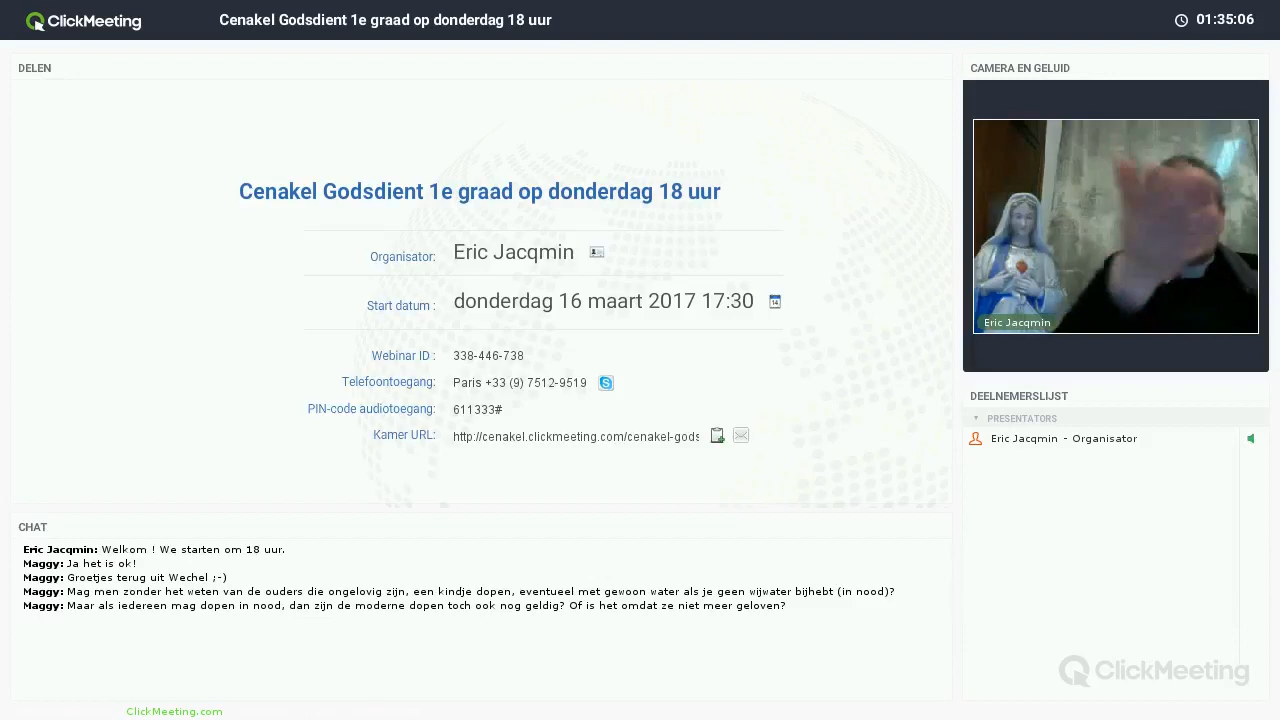 ClickMeeting
Cenakel Godsdient 1e graad op donderdag 18 uur
01:35:06
DELEN
Cenakel Godsdient 1e graad op donderdag 18 uur
Organisator: Eric Jacqmin
Start datum : donderdag 16 maart 2017 17:30
14
Webinar ID : 338-446-738
Telefoontoegang: Paris +33 (9) 7512-9519
PIN-code audiotoegang: 611333#
Kamer URL: http://cenakel.clickmeeting.com/cenakel-gods
CAMERA EN GELUID
Eric Jacqmin
DEELNEMERSLIJST
PRESENTATORS
Eric Jacqmin - Organisator
CHAT
Eric Jacqmin: Welkom ! We starten om 18 uur.
Maggy: Ja het is ok!
Maggy: Groetjes terug uit Wechel ;-)
Maggy: Mag men zonder het weten van de ouders die ongelovig zijn, een kindje dopen, eventueel met gewoon water als je geen wijwater bijhebt (in nood)?
Maggy: Maar als iedereen mag dopen in nood, dan zijn de moderne dopen toch ook nog geldig? Of is het omdat ze niet meer geloven?
ClickMeeting
ClickMeeting.com